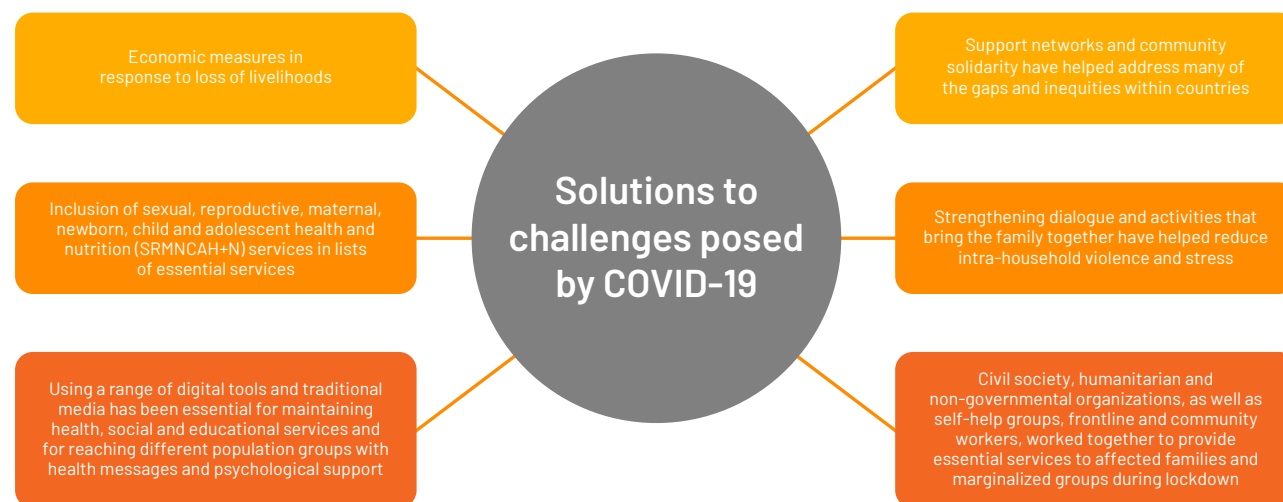 Economic measures in
response to loss of livelihoods
Inclusion of sexual, reproductive, maternal,
newborn, child and adolescent health and
nutrition (SRMNCAH+N) services in lists
of essential services
Using a range of digital tools and traditional
media has been essential for maintaining
health, social and educational services and
for reaching different population groups with
health messages and psychological support
Solutions to
challenges posed
by COVID-19
Support networks and community
solidarity have helped address many of
the gaps and inequities within countries
Strengthening dialogue and activities that
bring the family together have helped reduce
intra-household violence and stress
Civil society, humanitarian and
non-governmental organizations, as well as
self-help groups, frontline and community
workers, worked together to provide
essential services to affected families and
marginalized groups during lockdown